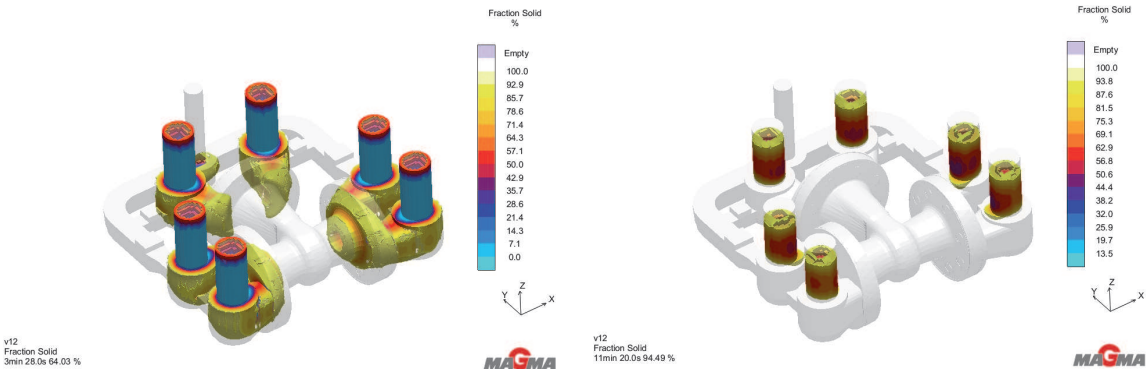 Fraction Solid
%
Empty
100.0
92.9
85.7
78.6
71.4
64.3
57.1
50.0
42.9
35.7
28.6
21.4
14.3
7.1
0.0
Z
Y
X
v12
Fraction Solid
3min 28.0s 64.03 %
MAGMA
Fraction Solid
%
Empty
100.0
93.8
87.6
81.5
75.3
69.1
62.9
56.8
50.6
44.4
38.2
32.0
25.9
19.7
13.5
Z
Y
X
v12
Fraction Solid
11min 20.0s 94.49 %
MAGMA